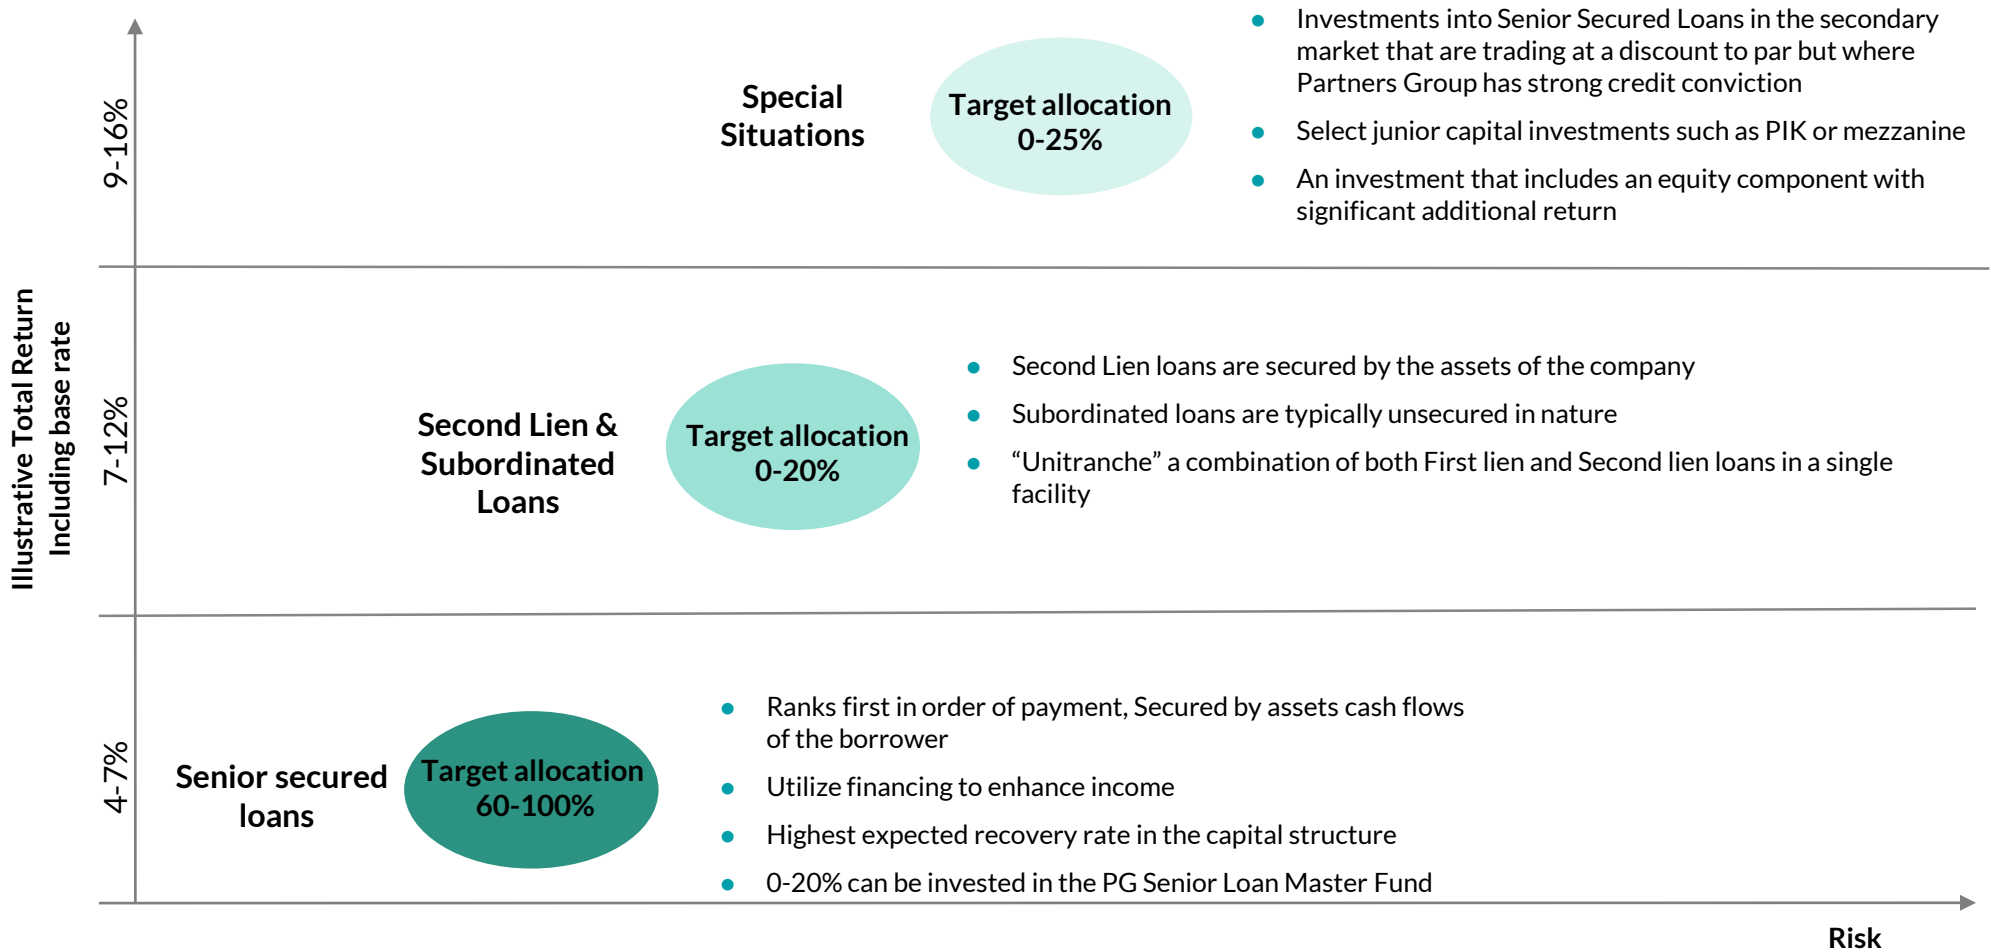 Illustrative Total Return
Including base rate
9-16%
Special
Situations
Target allocation
0-25%
● Investments into Senior Secured Loans in the secondary
market that are trading at a discount to par but where
Partners Group has strong credit conviction
● Select junior capital investments such as PIK or mezzanine
● An investment that includes an equity component with
significant additional return
7-12%
Second Lien &
Subordinated
Loans
Target allocation
0-20%
● Second Lien loans are secured by the assets of the company
● Subordinated loans are typically unsecured in nature
● “Unitranche” a combination of both First lien and Second lien loans in a single
facility
4-7%
Senior secured
loans
Target allocation
60-100%
● Ranks first in order of payment, Secured by assets cash flows
of the borrower
● Utilize financing to enhance income
● Highest expected recovery rate in the capital structure
● 0-20% can be invested in the PG Senior Loan Master Fund
Risk